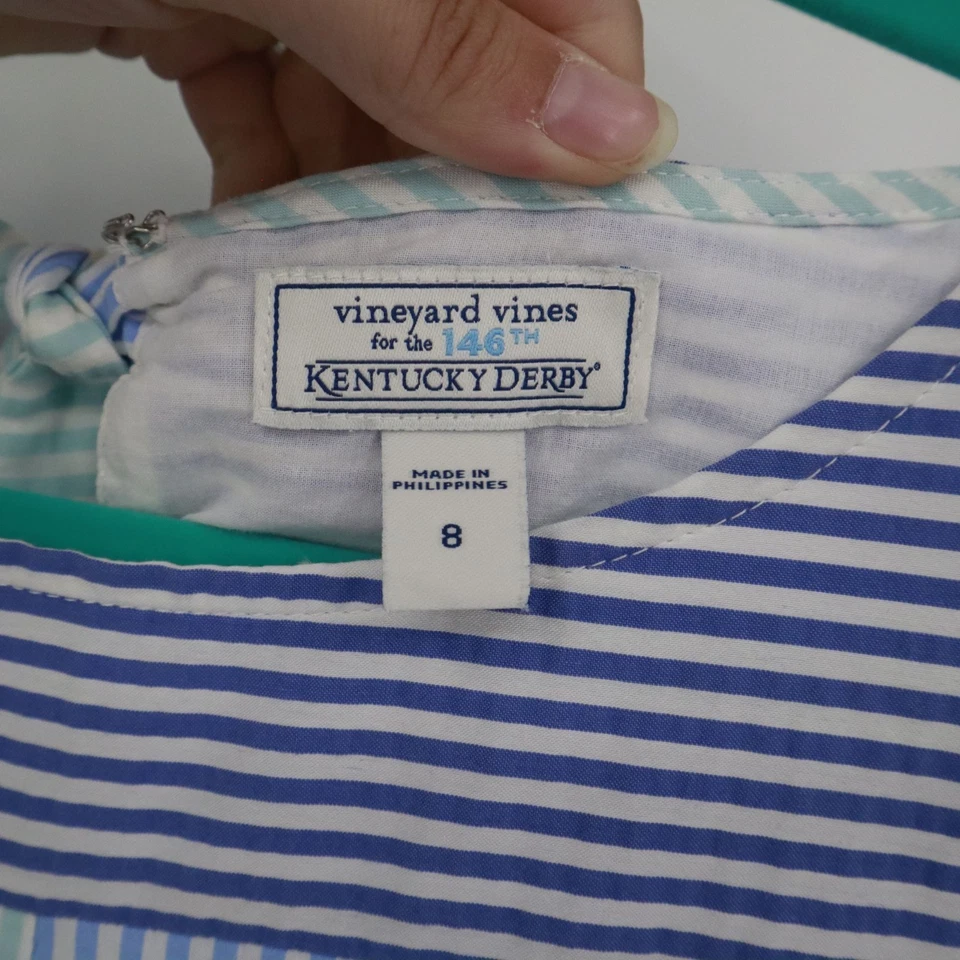 vineyard vines
for the 146TH
KENTUCKY DERBY®
MADE IN
PHILIPPINES
8